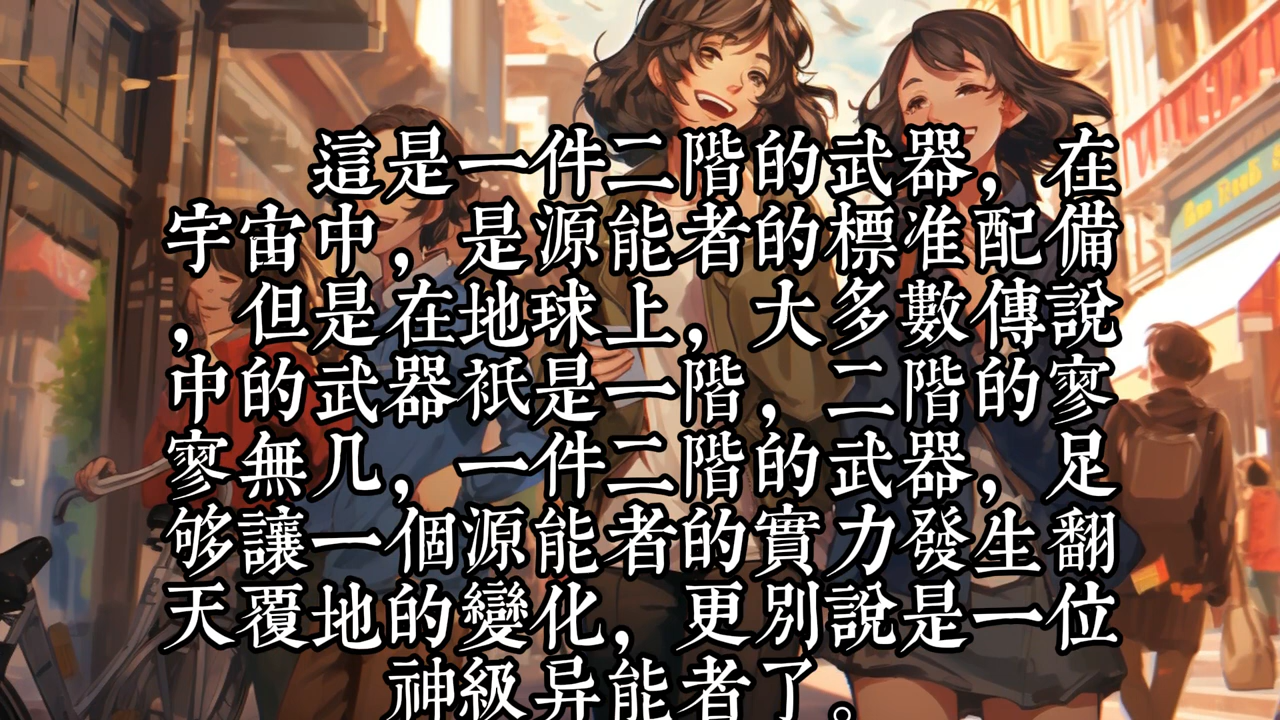 這是一件二階的武器，在
宇宙中，是源能者的標准配備
，但是在地球上，大多數傳說
中的武器祇是一階，二階的寥
寥無几，一件二階的武器，足
够讓一個源能者的實力發生翻
天覆地的變化，更別說是一位
神級异能者了。